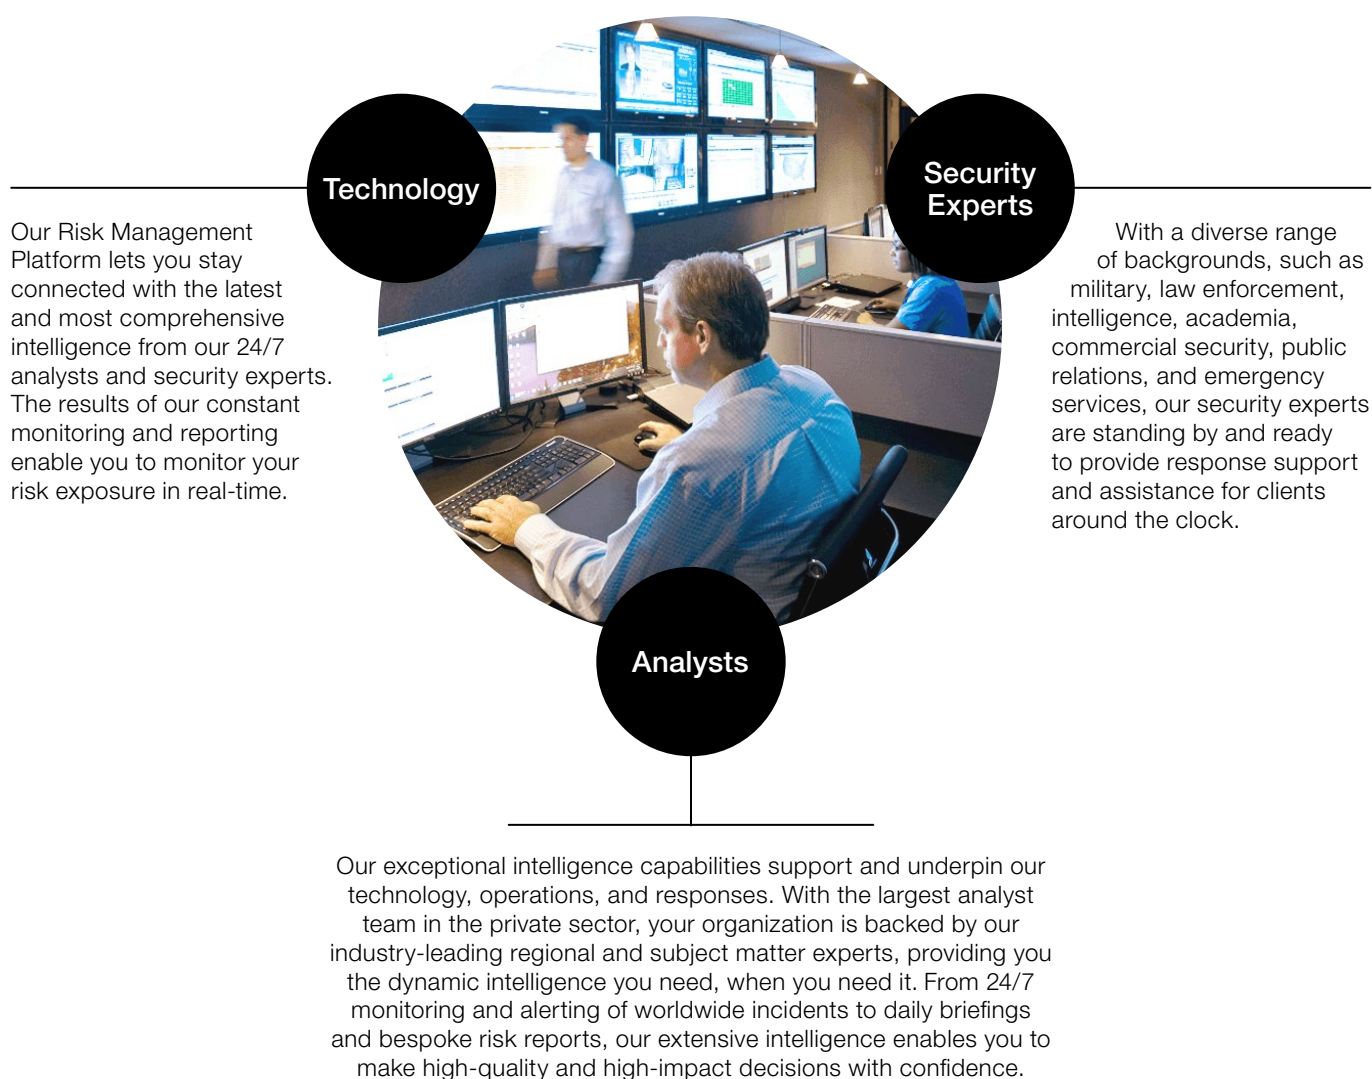 Technology
Our Risk Management
Platform lets you stay
connected with the latest
and most comprehensive
intelligence from our 24/7
analysts and security experts.
The results of our constant
monitoring and reporting
enable you to monitor your
risk exposure in real-time.
Security
Experts
With a diverse range
of backgrounds, such as
military, law enforcement,
intelligence, academia,
commercial security, public
relations, and emergency
services, our security experts
are standing by and ready
to provide response support
and assistance for clients
around the clock.
Analysts
Our exceptional intelligence capabilities support and underpin our
technology, operations, and responses. With the largest analyst
team in the private sector, your organization is backed by our
industry-leading regional and subject matter experts, providing you
the dynamic intelligence you need, when you need it. From 24/7
monitoring and alerting of worldwide incidents to daily briefings
and bespoke risk reports, our extensive intelligence enables you to
make high-quality and high-impact decisions with confidence.